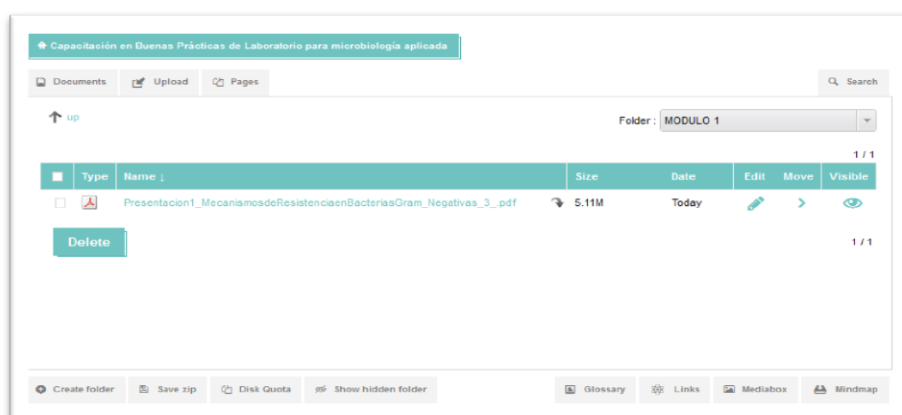 Capacitación en Buenas Prácticas de Laboratorio para microbiología aplicada
Documents Upload Pages Search
up Folder : MODULO 1
1 / 1
Type Name ↓ Size Date Edit Move Visible
Presentacion1_MecanismosdeResistenciaenBacteriasGram_Negativas_3_.pdf 5.11M Today
Delete 1 / 1
Create folder Save zip Disk Quota Show hidden folder Glossary Links Mediabox Mindmap